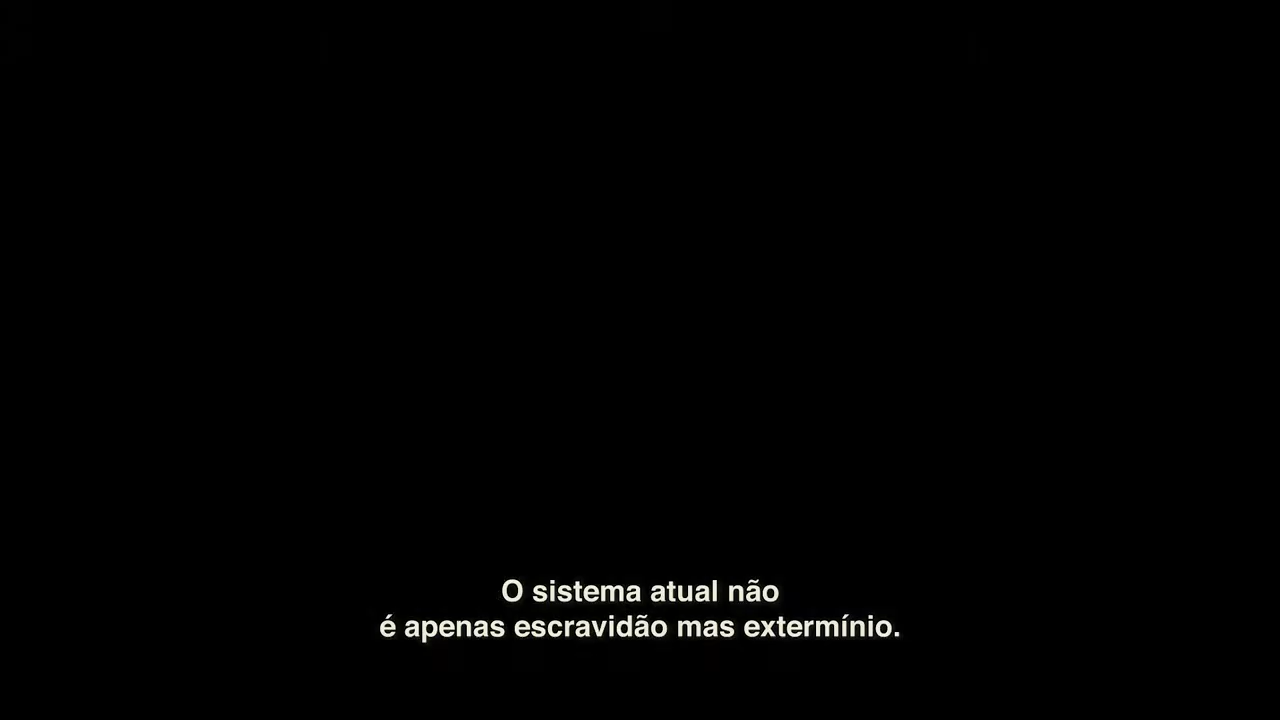 O sistema atual não
é apenas escravidão mas extermínio.